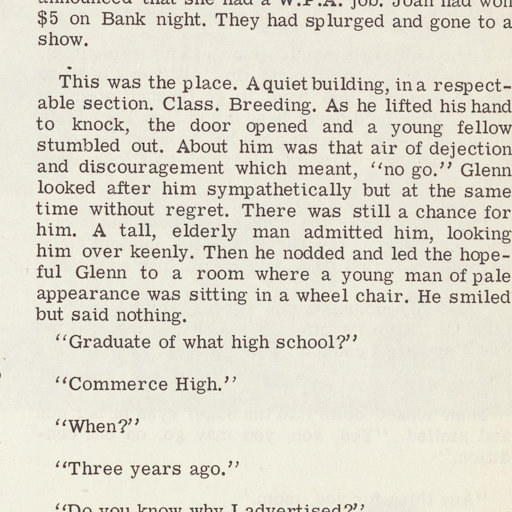 announced that she had a W.P.A. job. Joan had won
$5 on Bank night. They had splurged and gone to a
show.
This was the place. A quiet building, in a respect-
able section. Class. Breeding. As he lifted his hand
to knock, the door opened and a young fellow
stumbled out. About him was that air of dejection
and discouragement which meant, "no go." Glenn
looked after him sympathetically but at the same
time without regret. There was still a chance for
him. A tall, elderly man admitted him, looking
him over keenly. Then he nodded and led the hope-
ful Glenn to a room where a young man of pale
appearance was sitting in a wheel chair. He smiled
but said nothing.
"Graduate of what high school?"
"Commerce High."
"When?"
"Three years ago."
"Do you know why I advertised?"